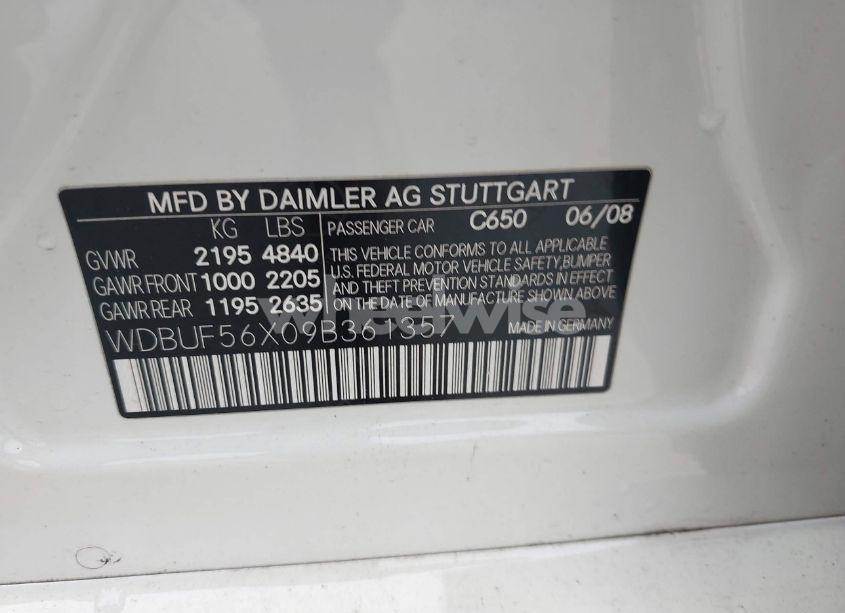 MFD BY DAIMLER AG STUTTGART
KG LBS PASSENGER CAR C650 06/08
GVWR 2195 4840
GAWR FRONT 1000 2205
GAWR REAR 1195 2635
THIS VEHICLE CONFORMS TO ALL APPLICABLE
U.S. FEDERAL MOTOR VEHICLE SAFETY, BUMPER
AND THEFT PREVENTION STANDARDS IN EFFECT
ON THE DATE OF MANUFACTURE SHOWN ABOVE
wheelwise
MADE IN GERMANY